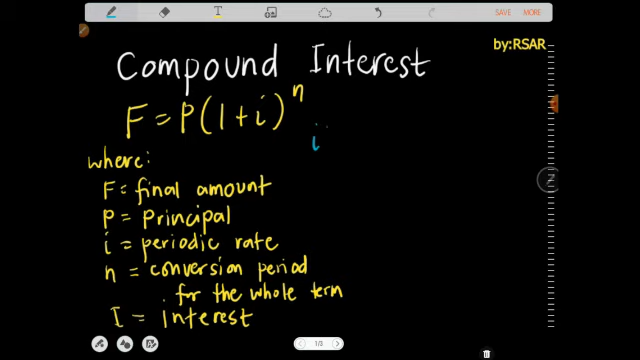 SAVE MORE
by:RSAR
Compound Interest
F = P(1+i)^n
i
where:
F = final amount
P = principal
i = periodic rate
n = conversion period
for the whole term
I = interest
1/3